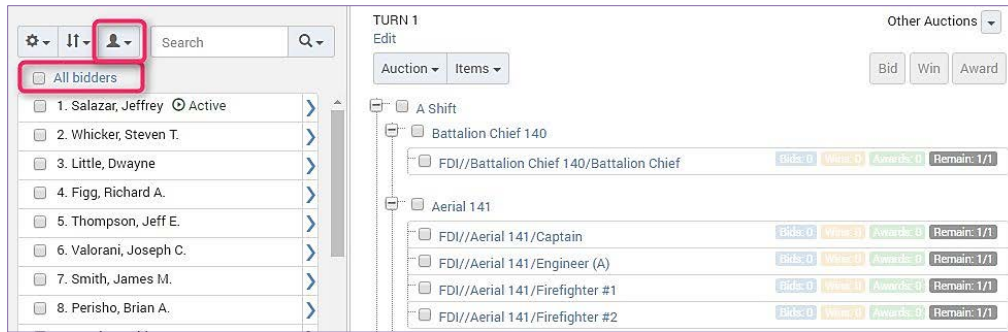 Search
All bidders
1. Salazar, Jeffrey Active
2. Whicker, Steven T.
3. Little, Dwayne
4. Figg, Richard A.
5. Thompson, Jeff E.
6. Valorani, Joseph C.
7. Smith, James M.
8. Perisho, Brian A.
TURN 1
Other Auctions
Edit
Auction Items
Bid Win Award
A Shift
Battalion Chief 140
FDI//Battalion Chief 140/Battalion Chief Bids: 0 Wins: 0 Awards: 0 Remain: 1/1
Aerial 141
FDI//Aerial 141/Captain Bids: 0 Wins: 0 Awards: 0 Remain: 1/1
FDI//Aerial 141/Engineer (A) Bids: 0 Wins: 0 Awards: 0 Remain: 1/1
FDI//Aerial 141/Firefighter #1 Bids: 0 Wins: 0 Awards: 0 Remain: 1/1
FDI//Aerial 141/Firefighter #2 Bids: 0 Wins: 0 Awards: 0 Remain: 1/1